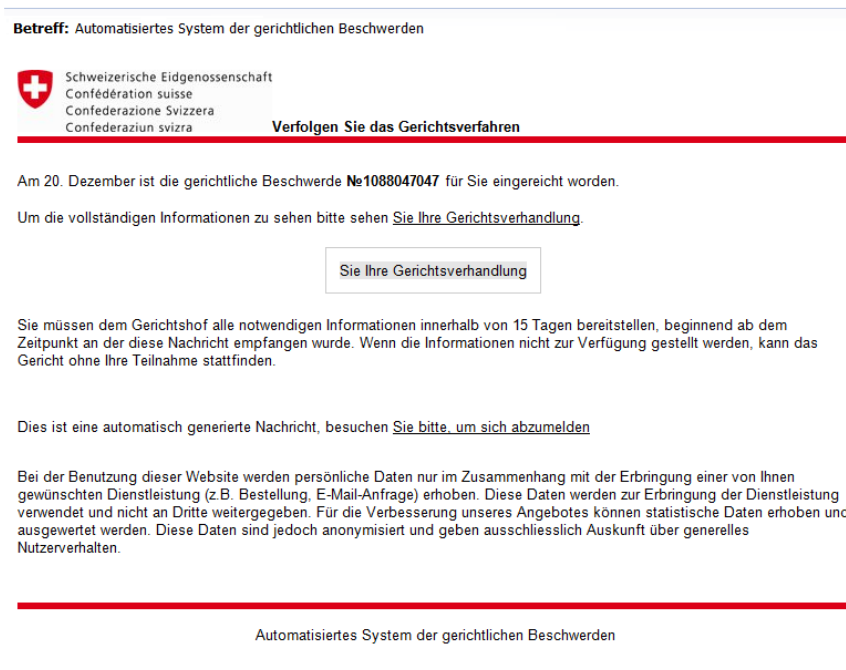 Betreff: Automatisiertes System der gerichtlichen Beschwerden
Schweizerische Eidgenossenschaft
Confédération suisse
Confederazione Svizzera
Confederaziun svizra
Verfolgen Sie das Gerichtsverfahren
Am 20. Dezember ist die gerichtliche Beschwerde №1088047047 für Sie eingereicht worden.
Um die vollständigen Informationen zu sehen bitte sehen Sie Ihre Gerichtsverhandlung.
Sie Ihre Gerichtsverhandlung
Sie müssen dem Gerichtshof alle notwendigen Informationen innerhalb von 15 Tagen bereitstellen, beginnend ab dem
Zeitpunkt an der diese Nachricht empfangen wurde. Wenn die Informationen nicht zur Verfügung gestellt werden, kann das
Gericht ohne Ihre Teilnahme stattfinden.
Dies ist eine automatisch generierte Nachricht, besuchen Sie bitte, um sich abzumelden
Bei der Benutzung dieser Website werden persönliche Daten nur im Zusammenhang mit der Erbringung einer von Ihnen
gewünschten Dienstleistung (z.B. Bestellung, E-Mail-Anfrage) erhoben. Diese Daten werden zur Erbringung der Dienstleistung
verwendet und nicht an Dritte weitergegeben. Für die Verbesserung unseres Angebotes können statistische Daten erhoben und
ausgewertet werden. Diese Daten sind jedoch anonymisiert und geben ausschliesslich Auskunft über generelles
Nutzerverhalten.
Automatisiertes System der gerichtlichen Beschwerden